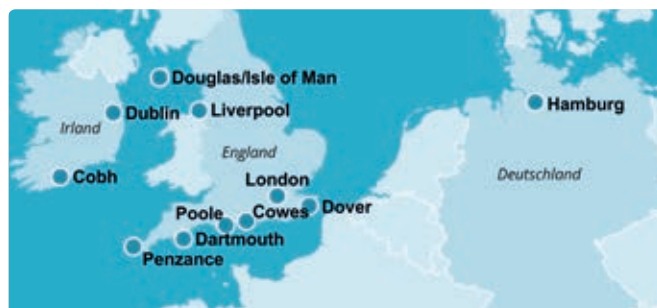 Douglas/Isle of Man
Hamburg
Dublin
Liverpool
Irland
England
Deutschland
Cobh
London
Poole
Cowes
Dover
Dartmouth
Penzance